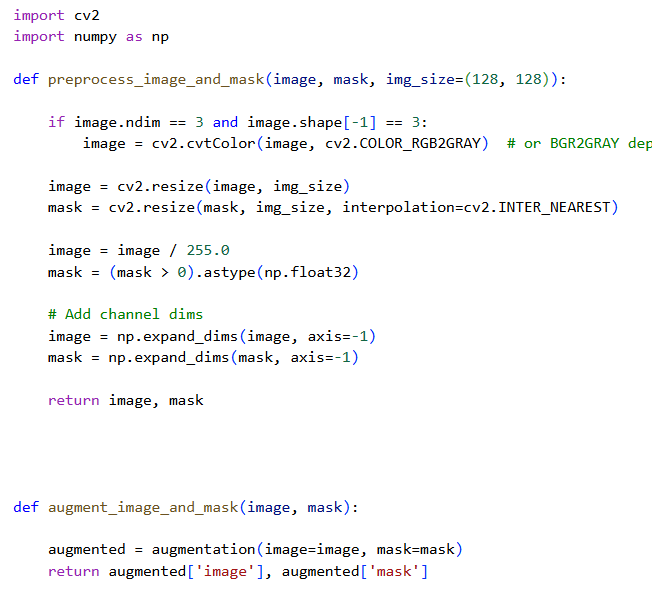 import cv2
import numpy as np
def preprocess_image_and_mask(image, mask, img_size=(128, 128)):
    if image.ndim == 3 and image.shape[-1] == 3:
        image = cv2.cvtColor(image, cv2.COLOR_RGB2GRAY)  # or BGR2GRAY dep
    image = cv2.resize(image, img_size)
    mask = cv2.resize(mask, img_size, interpolation=cv2.INTER_NEAREST)
    image = image / 255.0
    mask = (mask > 0).astype(np.float32)
    # Add channel dims
    image = np.expand_dims(image, axis=-1)
    mask = np.expand_dims(mask, axis=-1)
    return image, mask
def augment_image_and_mask(image, mask):
    augmented = augmentation(image=image, mask=mask)
    return augmented['image'], augmented['mask']